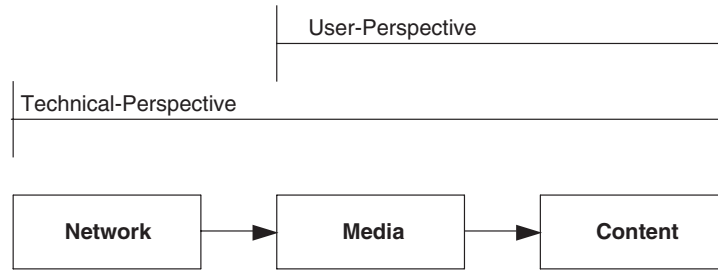 User-Perspective
Technical-Perspective
Network
Media
Content